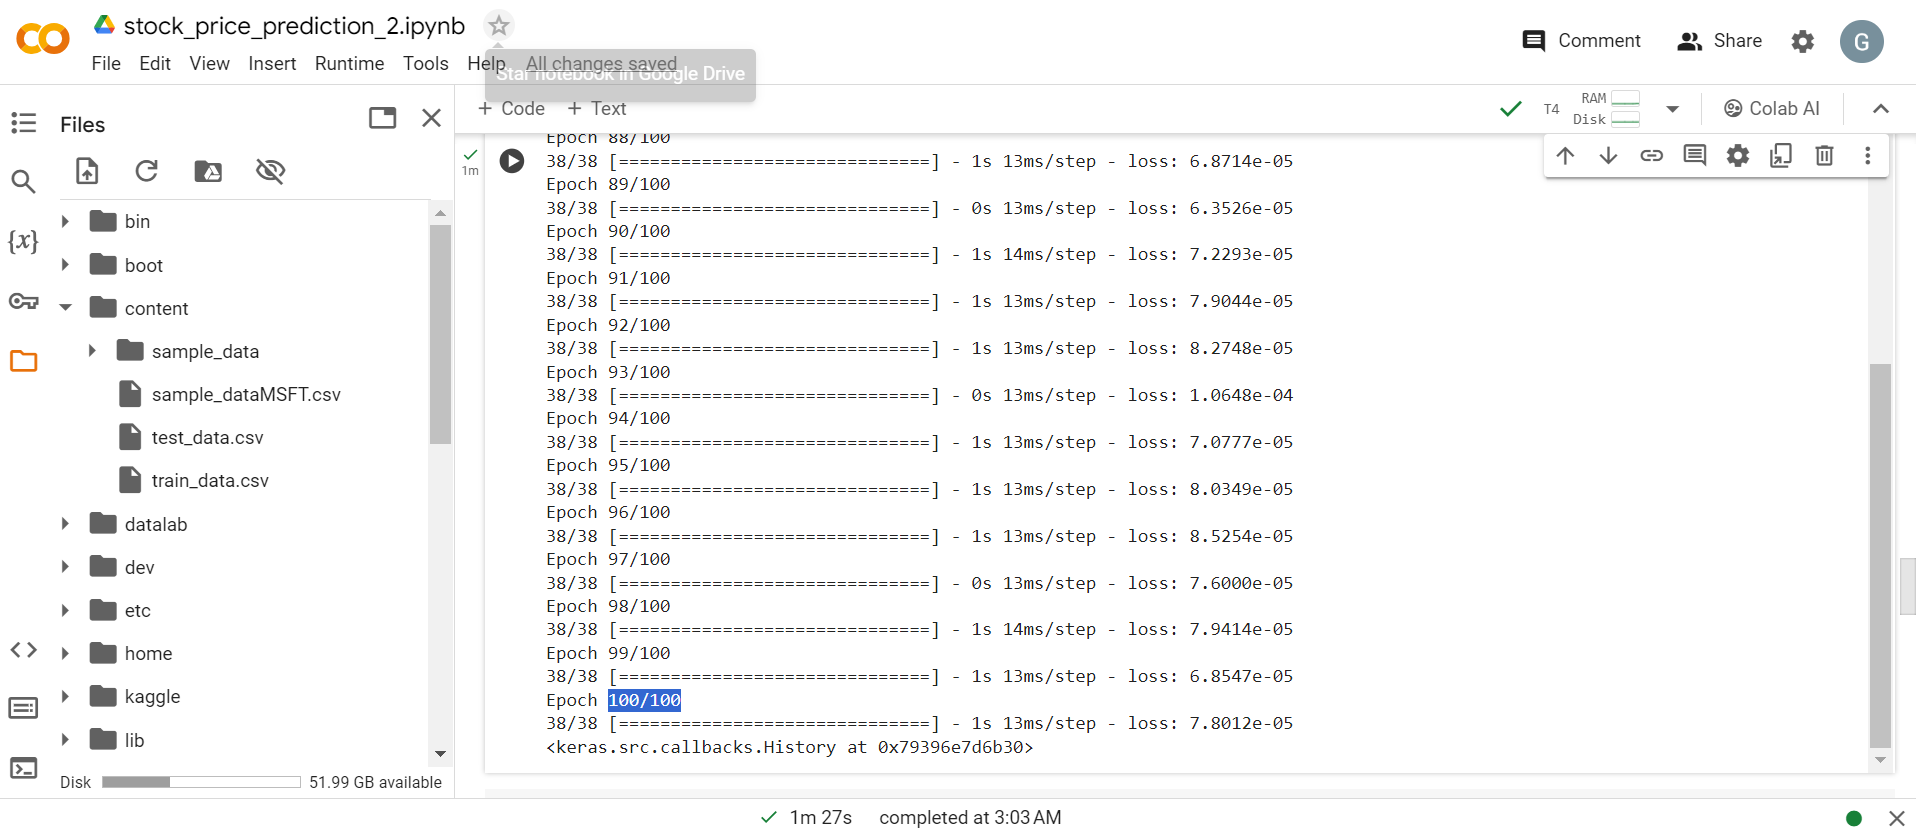 stock_price_prediction_2.ipynb
File Edit View Insert Runtime Tools Help All changes saved
Star notebook in Google Drive
Comment
Share
G
Files
+ Code + Text
T4
RAM
Disk
Colab AI
bin
boot
content
sample_data
sample_dataMSFT.csv
test_data.csv
train_data.csv
datalab
dev
etc
home
kaggle
lib
Disk
51.99 GB available
{x}
1m
Epoch 88/100
38/38 [==============================] - 1s 13ms/step - loss: 6.8714e-05
Epoch 89/100
38/38 [==============================] - 0s 13ms/step - loss: 6.3526e-05
Epoch 90/100
38/38 [==============================] - 1s 14ms/step - loss: 7.2293e-05
Epoch 91/100
38/38 [==============================] - 1s 13ms/step - loss: 7.9044e-05
Epoch 92/100
38/38 [==============================] - 1s 13ms/step - loss: 8.2748e-05
Epoch 93/100
38/38 [==============================] - 0s 13ms/step - loss: 1.0648e-04
Epoch 94/100
38/38 [==============================] - 1s 13ms/step - loss: 7.0777e-05
Epoch 95/100
38/38 [==============================] - 1s 13ms/step - loss: 8.0349e-05
Epoch 96/100
38/38 [==============================] - 1s 13ms/step - loss: 8.5254e-05
Epoch 97/100
38/38 [==============================] - 0s 13ms/step - loss: 7.6000e-05
Epoch 98/100
38/38 [==============================] - 1s 14ms/step - loss: 7.9414e-05
Epoch 99/100
38/38 [==============================] - 1s 13ms/step - loss: 6.8547e-05
Epoch 100/100
38/38 [==============================] - 1s 13ms/step - loss: 7.8012e-05
<keras.src.callbacks.History at 0x79396e7d6b30>
1m 27s completed at 3:03 AM